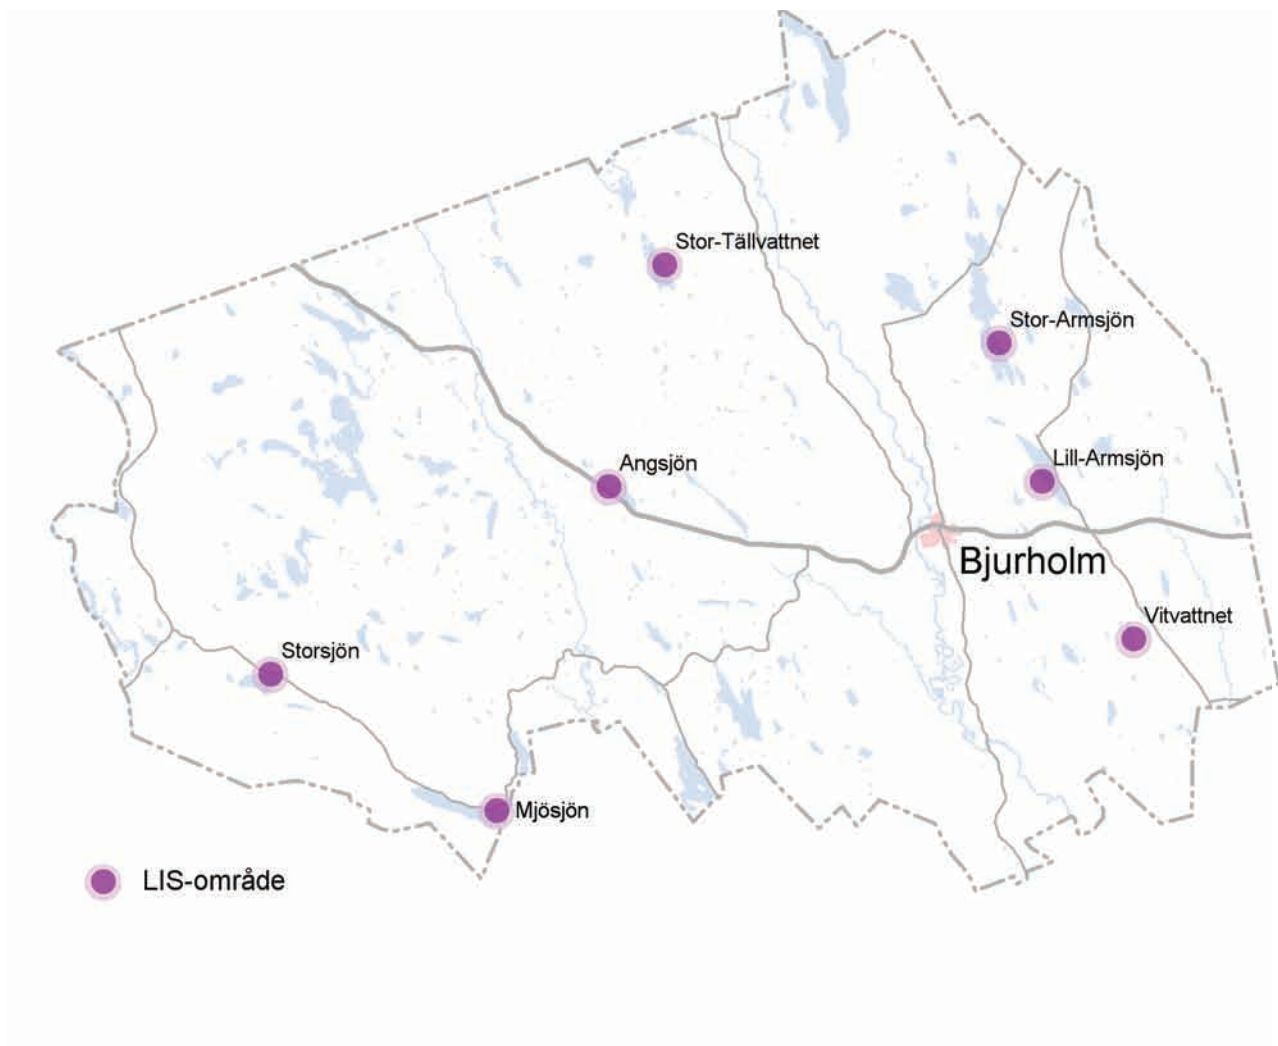 Stor-Tällvattnet
Stor-Armsjön
Angsjön
Lill-Armsjön
Bjurholm
Vitvattnet
Storsjön
Mjösjön
LIS-område